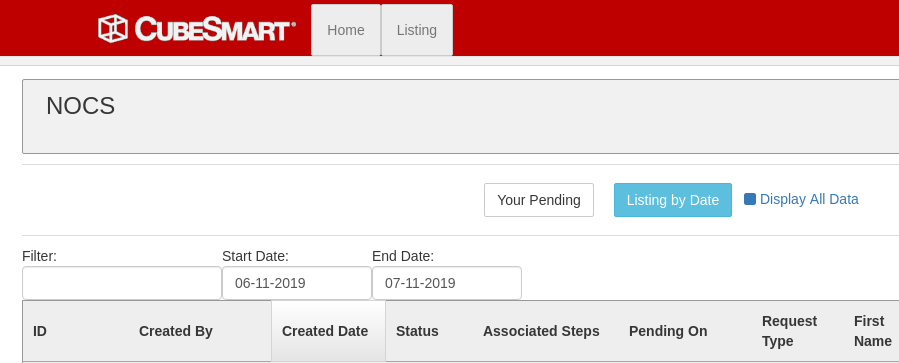 CUBESMART® Home Listing
NOCS
Your Pending Listing by Date Display All Data
Filter: Start Date: End Date:
06-11-2019 07-11-2019
ID Created By Created Date Status Associated Steps Pending On Request Type First Name